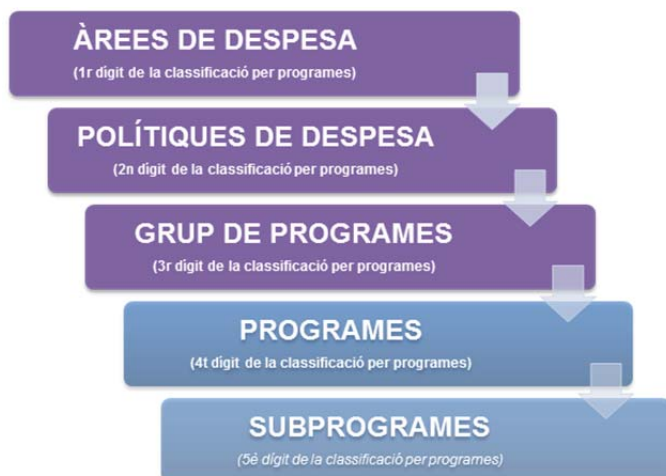 ÀREES DE DESPESA
(1r dígit de la classificació per programes)
POLÍTIQUES DE DESPESA
(2n dígit de la classificació per programes)
GRUP DE PROGRAMES
(3r dígit de la classificació per programes)
PROGRAMES
(4t dígit de la classificació per programes)
SUBPROGRAMES
(5é dígit de la classificació per programes)